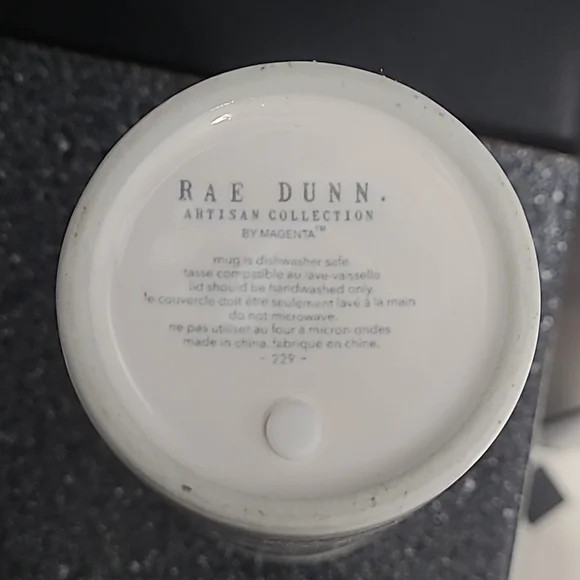 RAE DUNN.
ARTISAN COLLECTION
BY MAGENTA™
mug is dishwasher safe.
tasse compatible au lave-vaisselle
lid should be handwashed only.
le couvercle doit être seulement lavé à la main
do not microwave.
ne pas utiliser au four à micron-ondes
made in china. fabriqué en chine.
- 229 -